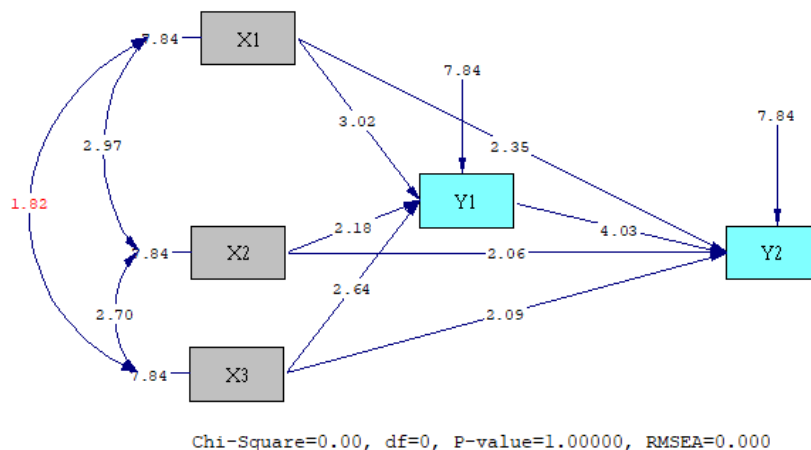 7.84
X1
7.84
3.02
7.84
2.97
2.35
1.82
Y1
2.18
4.03
7.84
X2
2.06
Y2
2.64
2.70
2.09
7.84
X3
Chi-Square=0.00, df=0, P-value=1.00000, RMSEA=0.000